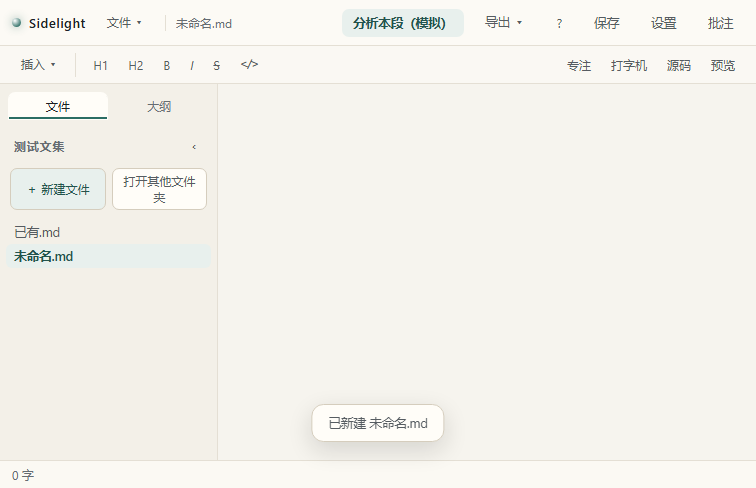 Sidelight 文件 ▾ 未命名.md 分析本段（模拟） 导出 ▾ ? 保存 设置 批注
插入 ▾ H1 H2 B I S </> 专注 打字机 源码 预览
文件 大纲
测试文集 ‹
+ 新建文件
打开其他文件
夹
已有.md
未命名.md
已新建 未命名.md
0 字